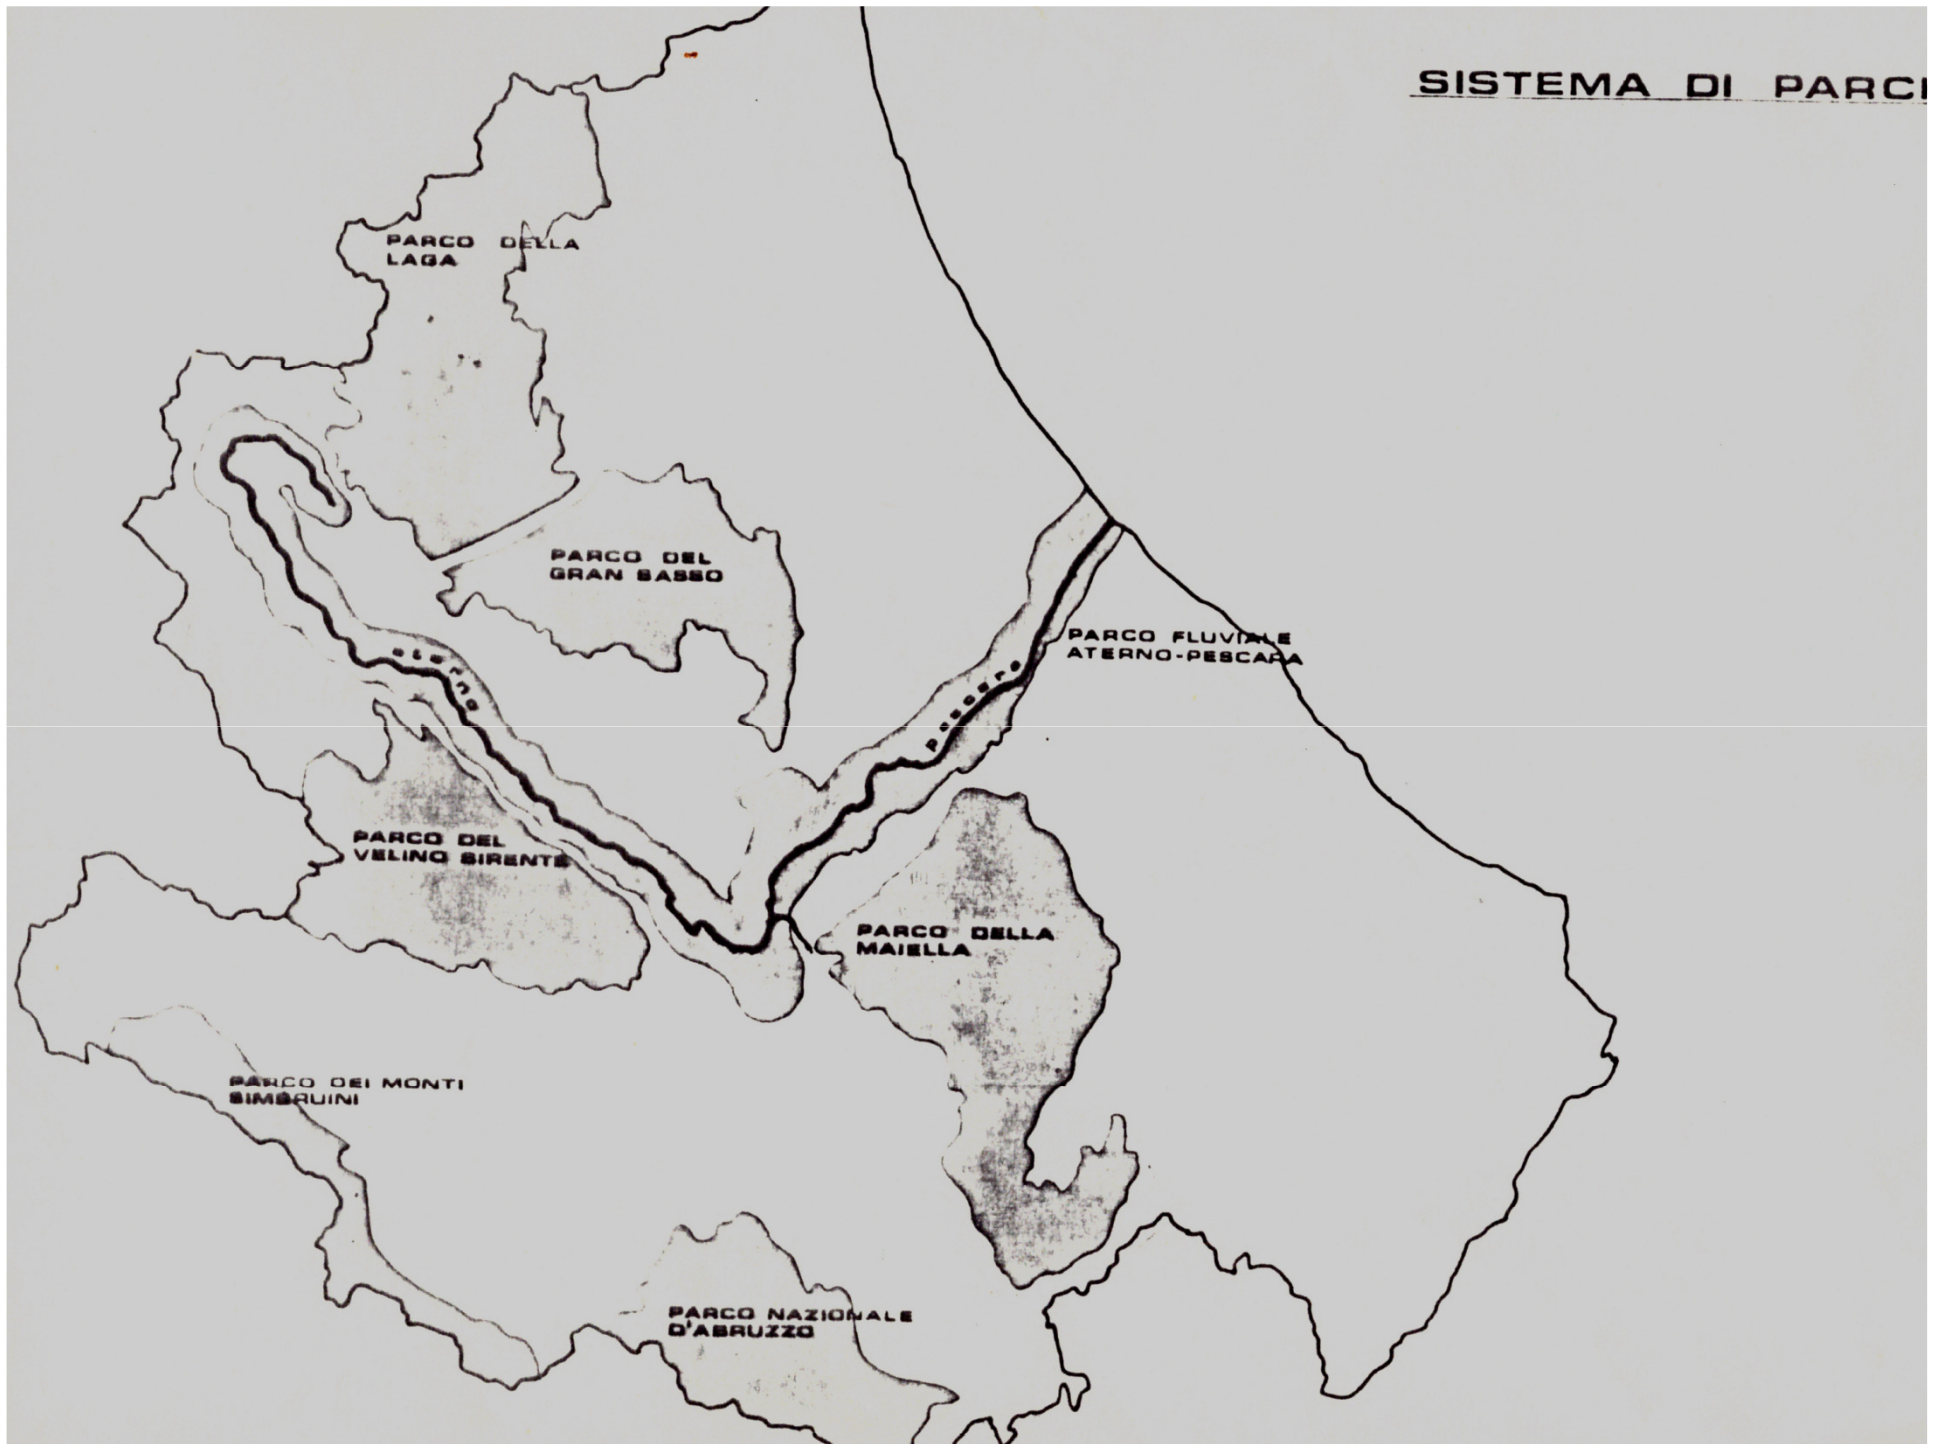 SISTEMA DI PARCI
PARCO DELLA
LAGA
PARCO DEL
GRAN SASSO
PARCO FLUVIALE
ATERNO-PESCARA
aterno
Pescara
PARCO DEL
VELINO SIRENTE
PARCO DELLA
MAIELLA
PARCO DEI MONTI
SIMBRUINI
PARCO NAZIONALE
D'ABRUZZO